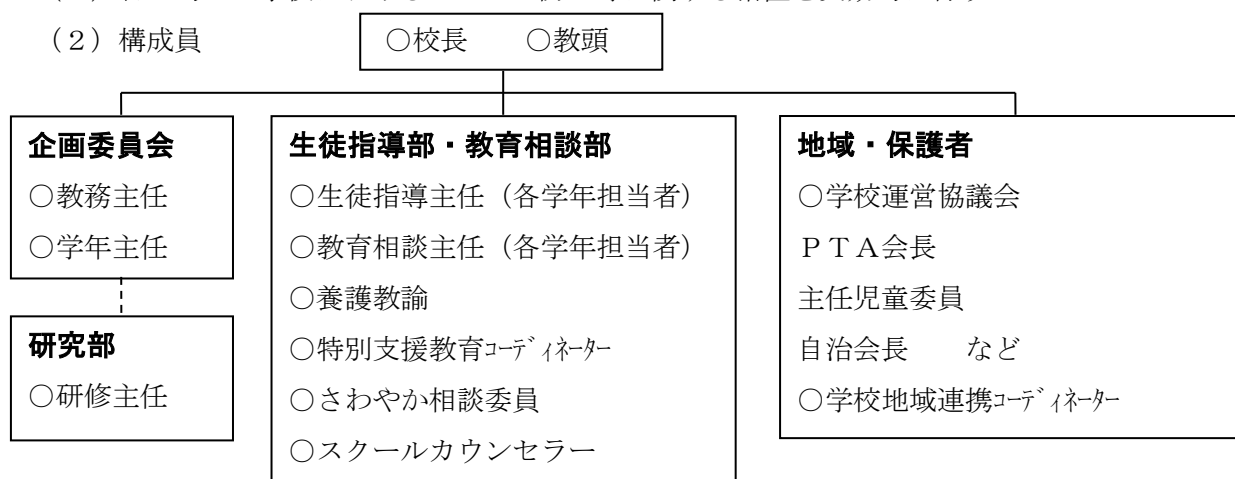 （２）構成員
○校長　　○教頭
企画委員会
○教務主任
○学年主任
研究部
○研修主任
生徒指導部・教育相談部
○生徒指導主任（各学年担当者）
○教育相談主任（各学年担当者）
○養護教諭
○特別支援教育ｺｰﾃﾞｨﾈｰﾀｰ
○さわやか相談委員
○スクールカウンセラー
地域・保護者
○学校運営協議会
ＰＴＡ会長
主任児童委員
自治会長　　など
○学校地域連携ｺｰﾃﾞｨﾈｰﾀｰ